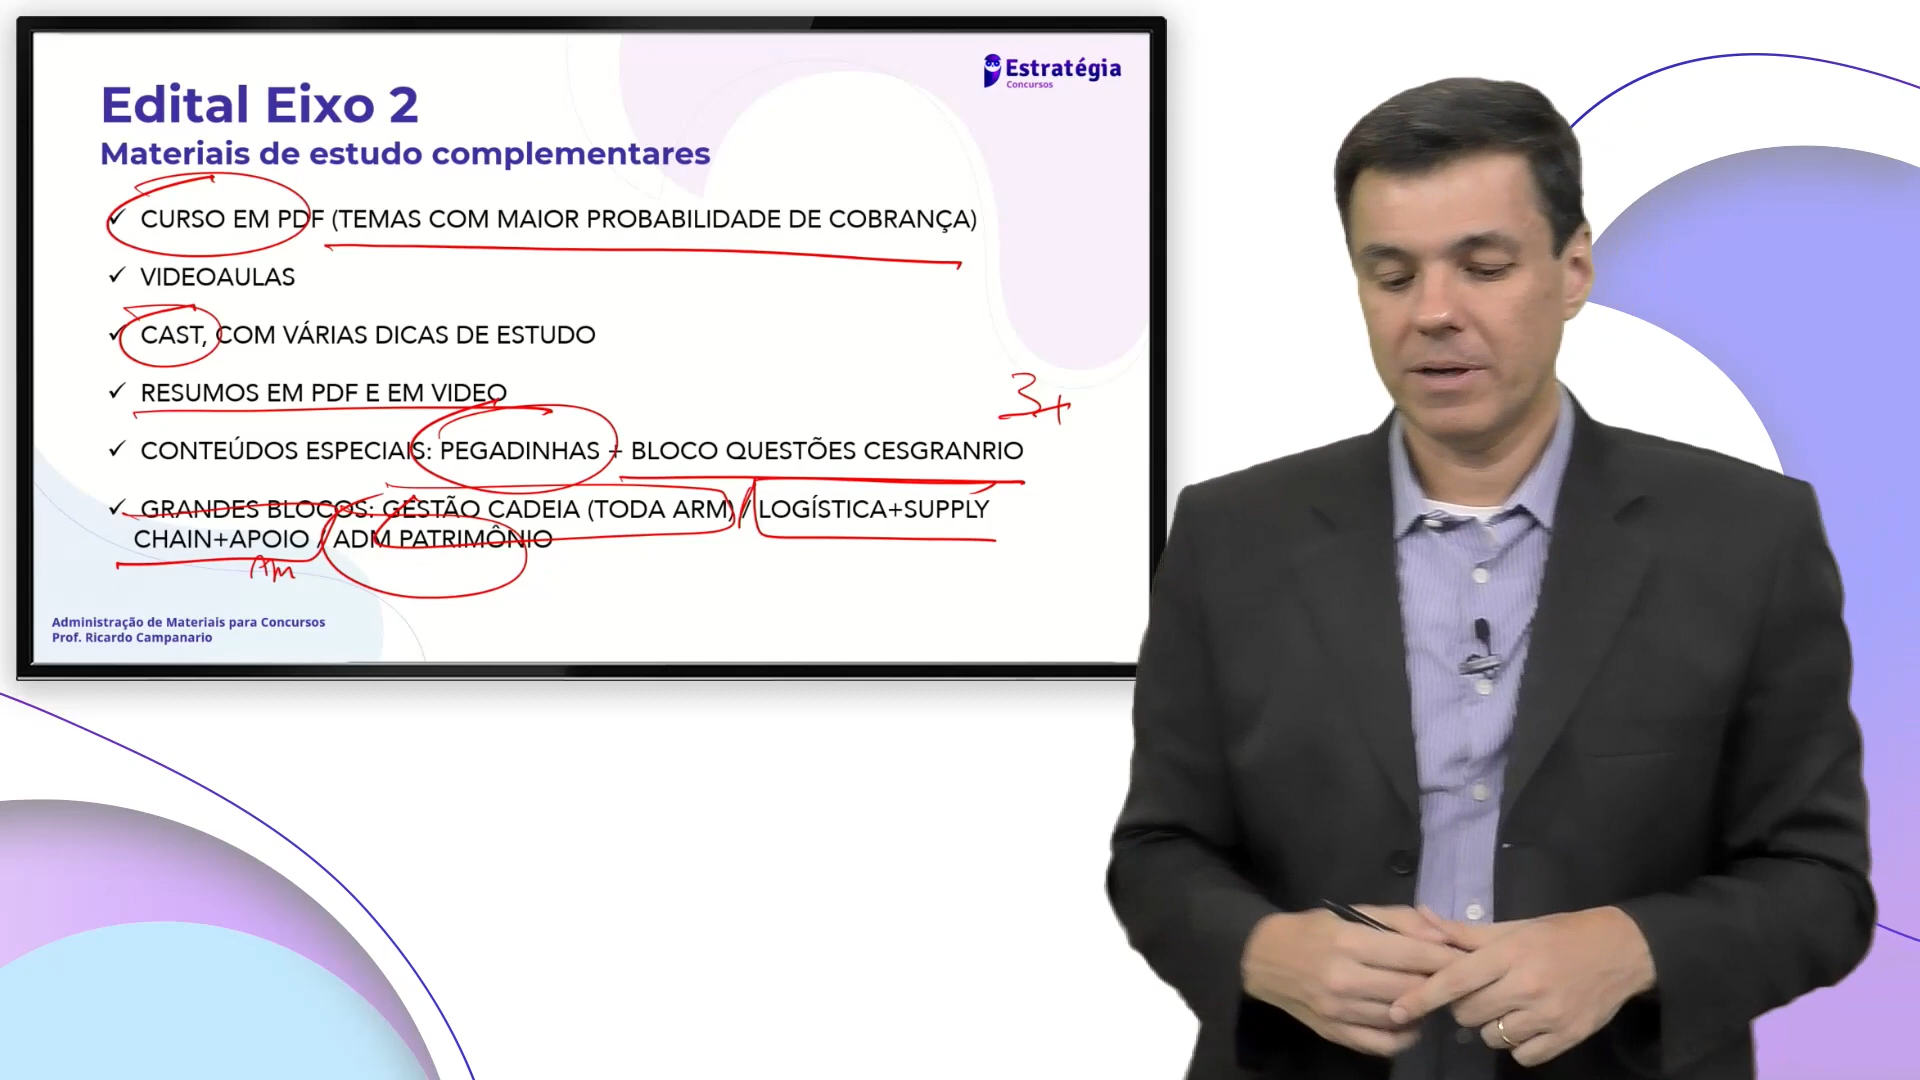 Estratégia
Concursos
Edital Eixo 2
Materiais de estudo complementares
✓ CURSO EM PDF (TEMAS COM MAIOR PROBABILIDADE DE COBRANÇA)
✓ VIDEOAULAS
✓ CAST, COM VÁRIAS DICAS DE ESTUDO
✓ RESUMOS EM PDF E EM VIDEO
3+
✓ CONTEÚDOS ESPECIAIS: PEGADINHAS + BLOCO QUESTÕES CESGRANRIO
✓ GRANDES BLOCOS: GESTÃO CADEIA (TODA ARM) / LOGÍSTICA+SUPPLY
CHAIN+APOIO / ADM PATRIMÔNIO
Administração de Materiais para Concursos
Prof. Ricardo Campanario